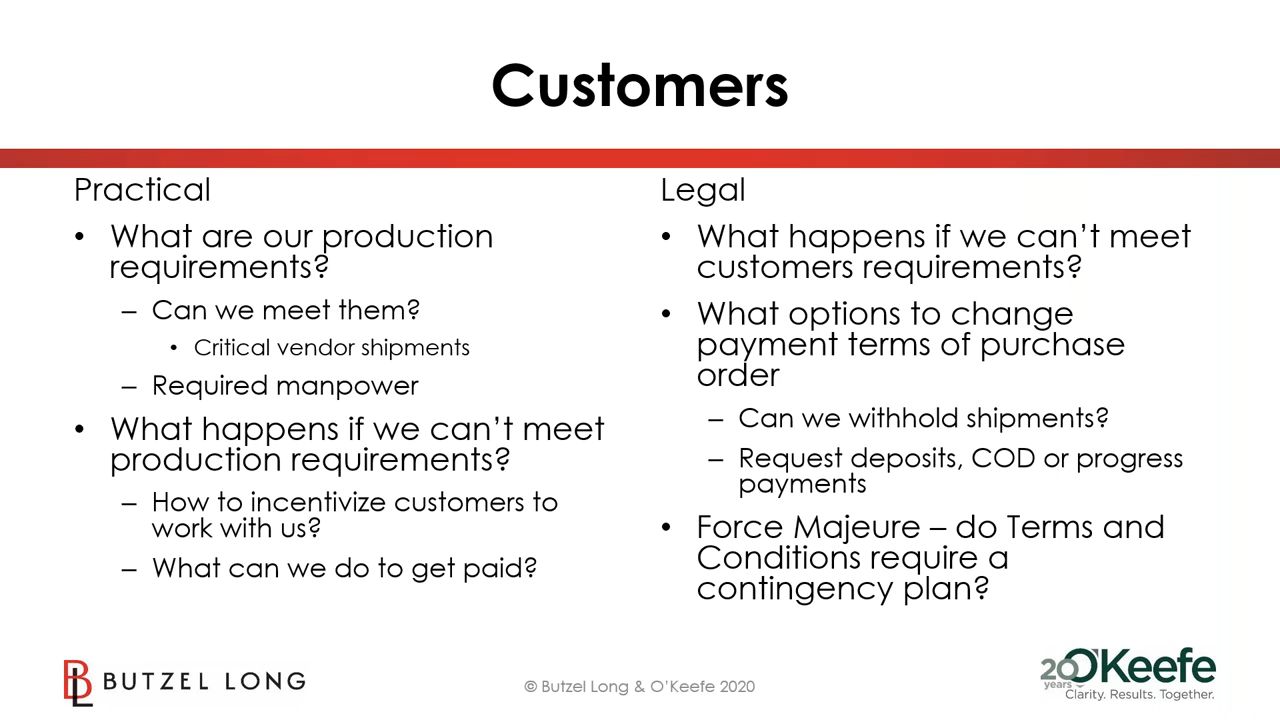 Customers
Practical
• What are our production
requirements?
– Can we meet them?
• Critical vendor shipments
– Required manpower
• What happens if we can’t meet
production requirements?
– How to incentivize customers to
work with us?
– What can we do to get paid?
Legal
• What happens if we can’t meet
customers requirements?
• What options to change
payment terms of purchase
order
– Can we withhold shipments?
– Request deposits, COD or progress
payments
• Force Majeure – do Terms and
Conditions require a
contingency plan?
BL BUTZEL LONG
© Butzel Long & O’Keefe 2020
20 years O’Keefe
Clarity. Results. Together.